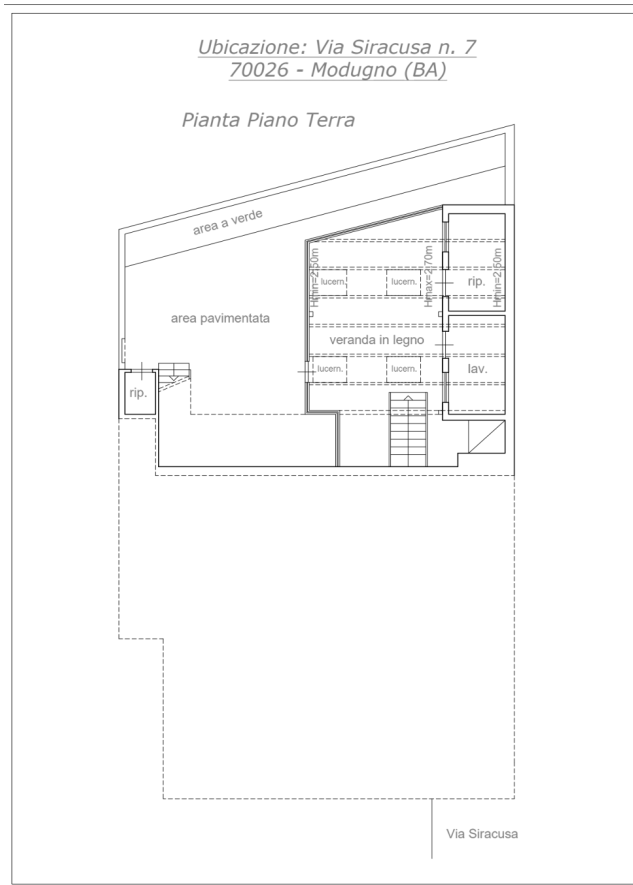 Ubicazione: Via Siracusa n. 7
70026 - Modugno (BA)
Pianta Piano Terra
area a verde
Hmin=2,50m
Hmax=2,70m
Hmin=2,50m
lucern.
lucern.
rip.
area pavimentata
veranda in legno
lucern.
lucern.
lav.
rip.
Via Siracusa